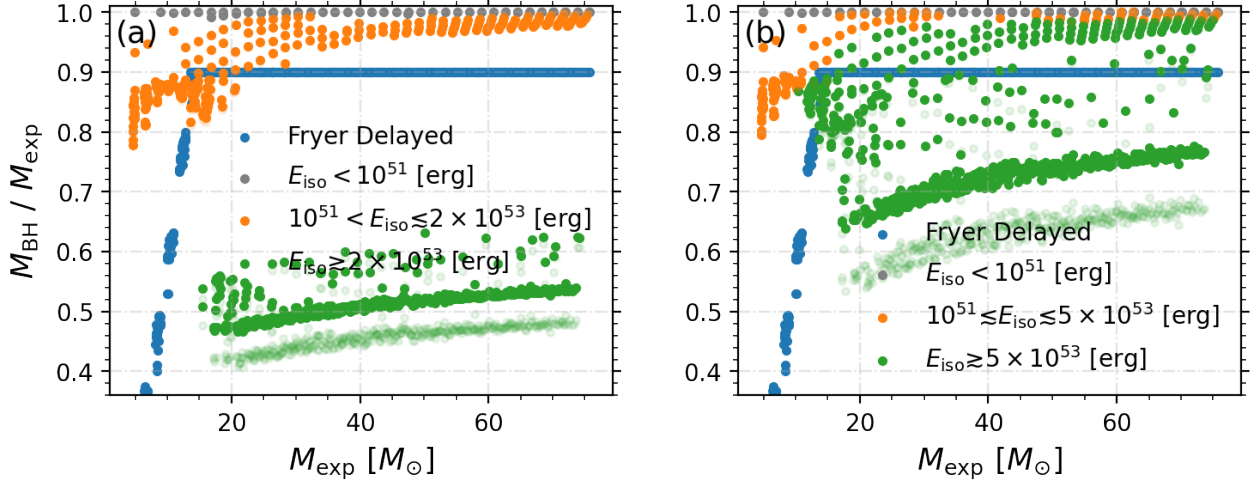 (a)
1.0
0.9
0.8
0.7
0.6
0.5
0.4
M_BH / M_exp
Fryer Delayed
E_iso < 10^51 [erg]
10^51 < E_iso ≲ 2 × 10^53 [erg]
E_iso ≳ 2 × 10^53 [erg]
20 40 60
M_exp [M_⊙]
(b)
1.0
0.9
0.8
0.7
0.6
0.5
0.4
Fryer Delayed
E_iso < 10^51 [erg]
10^51 ≲ E_iso ≲ 5 × 10^53 [erg]
E_iso ≳ 5 × 10^53 [erg]
20 40 60
M_exp [M_⊙]